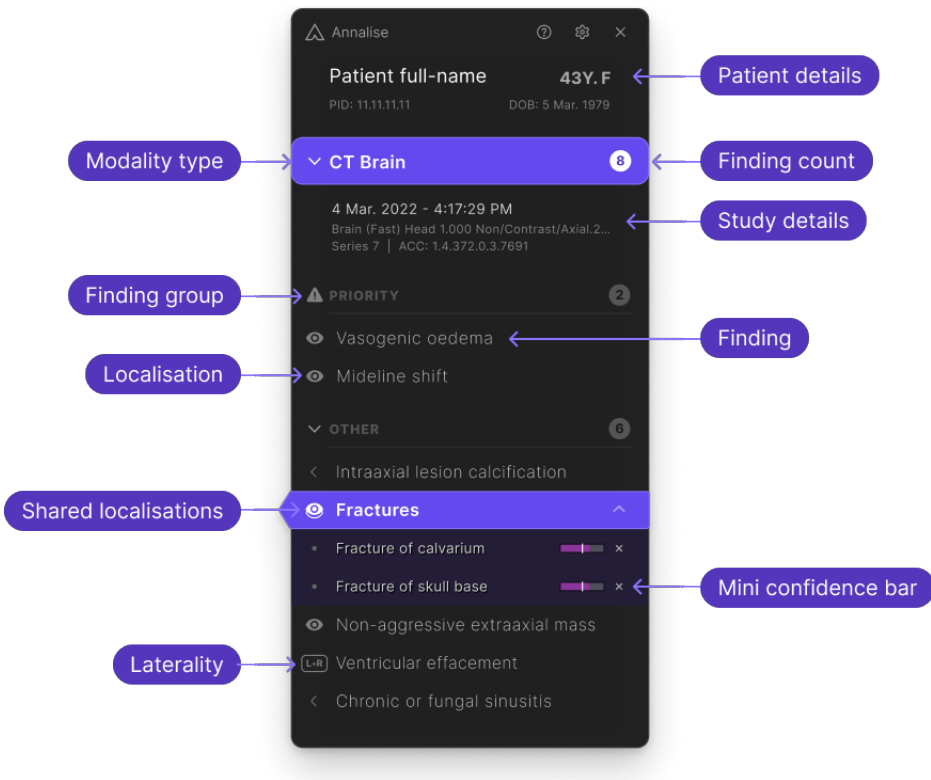 Annalise
Patient full-name 43Y. F
Patient details
PID: 11.11.11.11 DOB: 5 Mar. 1979
Modality type
CT Brain 8
Finding count
4 Mar. 2022 - 4:17:29 PM
Brain (Fast) Head 1.000 Non/Contrast/Axial.2...
Series 7 | ACC: 1.4.372.0.3.7691
Study details
Finding group
PRIORITY 2
Vasogenic oedema
Finding
Localisation
Mideline shift
OTHER 6
Intraaxial lesion calcification
Shared localisations
Fractures
Fracture of calvarium
Fracture of skull base
Mini confidence bar
Non-aggressive extraaxial mass
Laterality
L+R Ventricular effacement
Chronic or fungal sinusitis